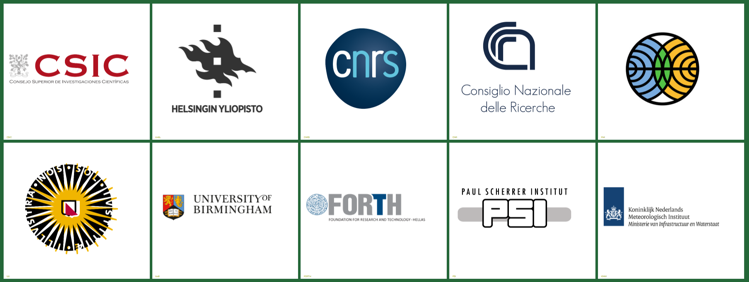 CSIC
CONSEJO SUPERIOR DE INVESTIGACIONES CIENTÍFICAS
HELSINGIN YLIOPISTO
cnrs
Consiglio Nazionale
delle Ricerche
SOL IUSTITIAE ILLUSTRA NOS
UNIVERSITY OF
BIRMINGHAM
FORTH
FOUNDATION FOR RESEARCH AND TECHNOLOGY - HELLAS
PAUL SCHERRER INSTITUT
PSI
Koninklijk Nederlands
Meteorologisch Instituut
Ministerie van Infrastructuur en Waterstaat